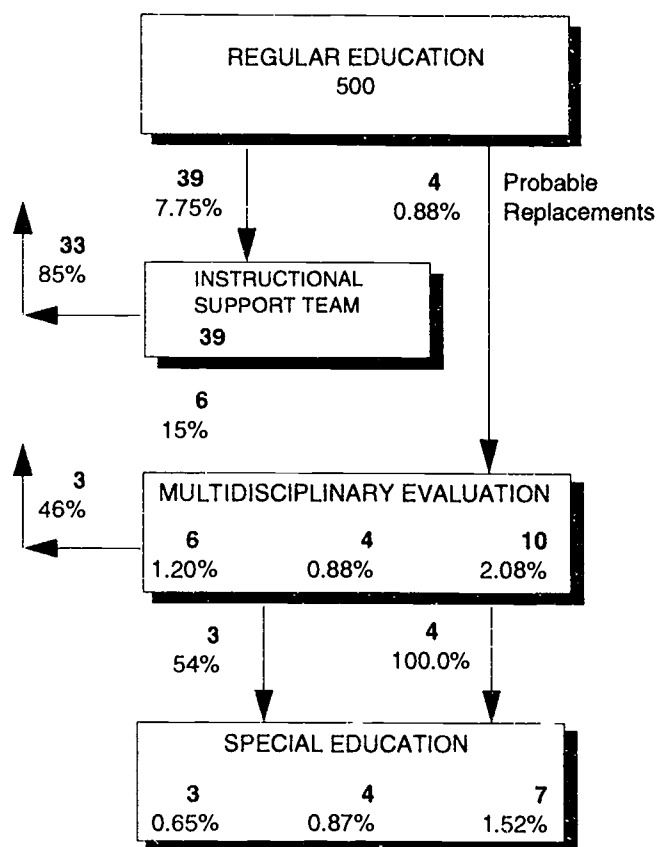 REGULAR EDUCATION
500
39
7.75%
4
0.88%
Probable
Replacements
33
85%
INSTRUCTIONAL
SUPPORT TEAM
39
6
15%
3
46%
MULTIDISCIPLINARY EVALUATION
6 4 10
1.20% 0.88% 2.08%
3
54%
4
100.0%
SPECIAL EDUCATION
3 4 7
0.65% 0.87% 1.52%